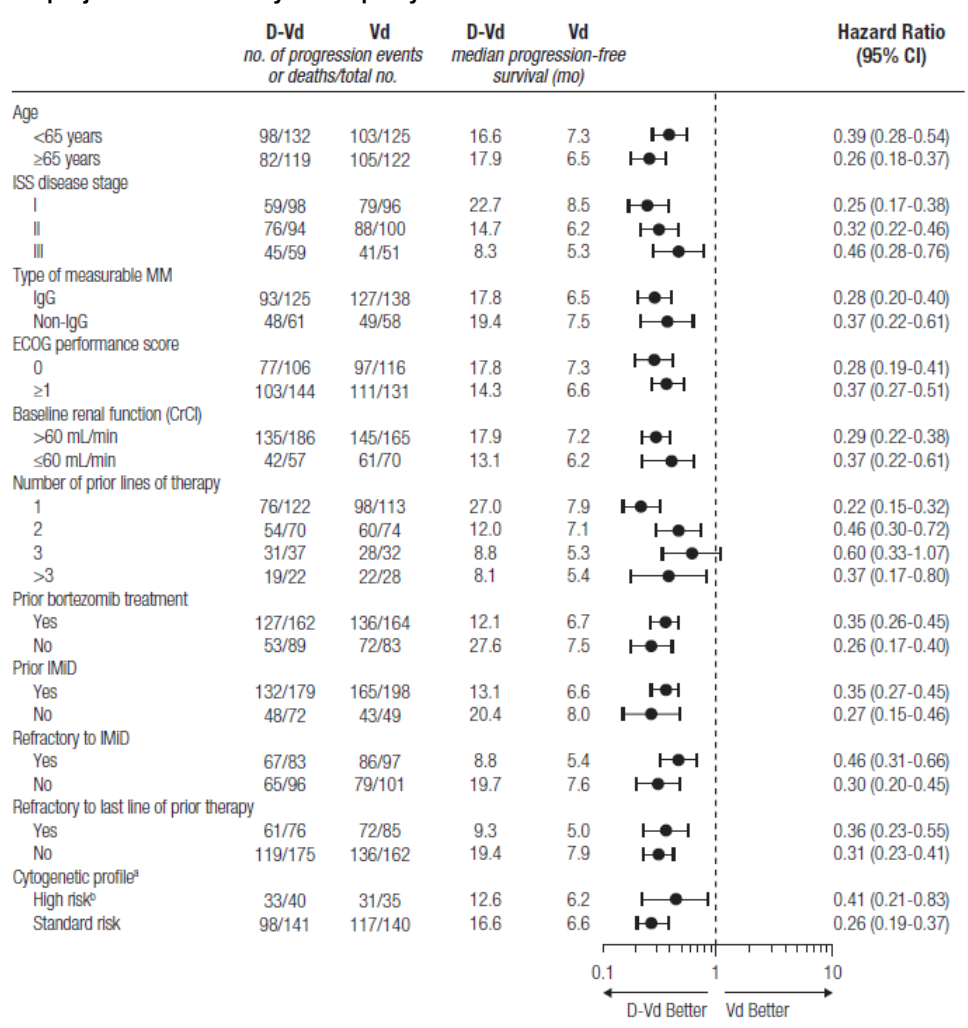 D-Vd Vd D-Vd Vd Hazard Ratio
no. of progression events median progression-free (95% CI)
or deaths/total no. survival (mo)
Age
<65 years 98/132 103/125 16.6 7.3 0.39 (0.28-0.54)
≥65 years 82/119 105/122 17.9 6.5 0.26 (0.18-0.37)
ISS disease stage
I 59/98 79/96 22.7 8.5 0.25 (0.17-0.38)
II 76/94 88/100 14.7 6.2 0.32 (0.22-0.46)
III 45/59 41/51 8.3 5.3 0.46 (0.28-0.76)
Type of measurable MM
IgG 93/125 127/138 17.8 6.5 0.28 (0.20-0.40)
Non-IgG 48/61 49/58 19.4 7.5 0.37 (0.22-0.61)
ECOG performance score
0 77/106 97/116 17.8 7.3 0.28 (0.19-0.41)
≥1 103/144 111/131 14.3 6.6 0.37 (0.27-0.51)
Baseline renal function (CrCl)
>60 mL/min 135/186 145/165 17.9 7.2 0.29 (0.22-0.38)
≤60 mL/min 42/57 61/70 13.1 6.2 0.37 (0.22-0.61)
Number of prior lines of therapy
1 76/122 98/113 27.0 7.9 0.22 (0.15-0.32)
2 54/70 60/74 12.0 7.1 0.46 (0.30-0.72)
3 31/37 28/32 8.8 5.3 0.60 (0.33-1.07)
>3 19/22 22/28 8.1 5.4 0.37 (0.17-0.80)
Prior bortezomib treatment
Yes 127/162 136/164 12.1 6.7 0.35 (0.26-0.45)
No 53/89 72/83 27.6 7.5 0.26 (0.17-0.40)
Prior IMiD
Yes 132/179 165/198 13.1 6.6 0.35 (0.27-0.45)
No 48/72 43/49 20.4 8.0 0.27 (0.15-0.46)
Refractory to IMiD
Yes 67/83 86/97 8.8 5.4 0.46 (0.31-0.66)
No 65/96 79/101 19.7 7.6 0.30 (0.20-0.45)
Refractory to last line of prior therapy
Yes 61/76 72/85 9.3 5.0 0.36 (0.23-0.55)
No 119/175 136/162 19.4 7.9 0.31 (0.23-0.41)
Cytogenetic profileᵃ
High riskᵇ 33/40 31/35 12.6 6.2 0.41 (0.21-0.83)
Standard risk 98/141 117/140 16.6 6.6 0.26 (0.19-0.37)
0.1 1 10
D-Vd Better Vd Better